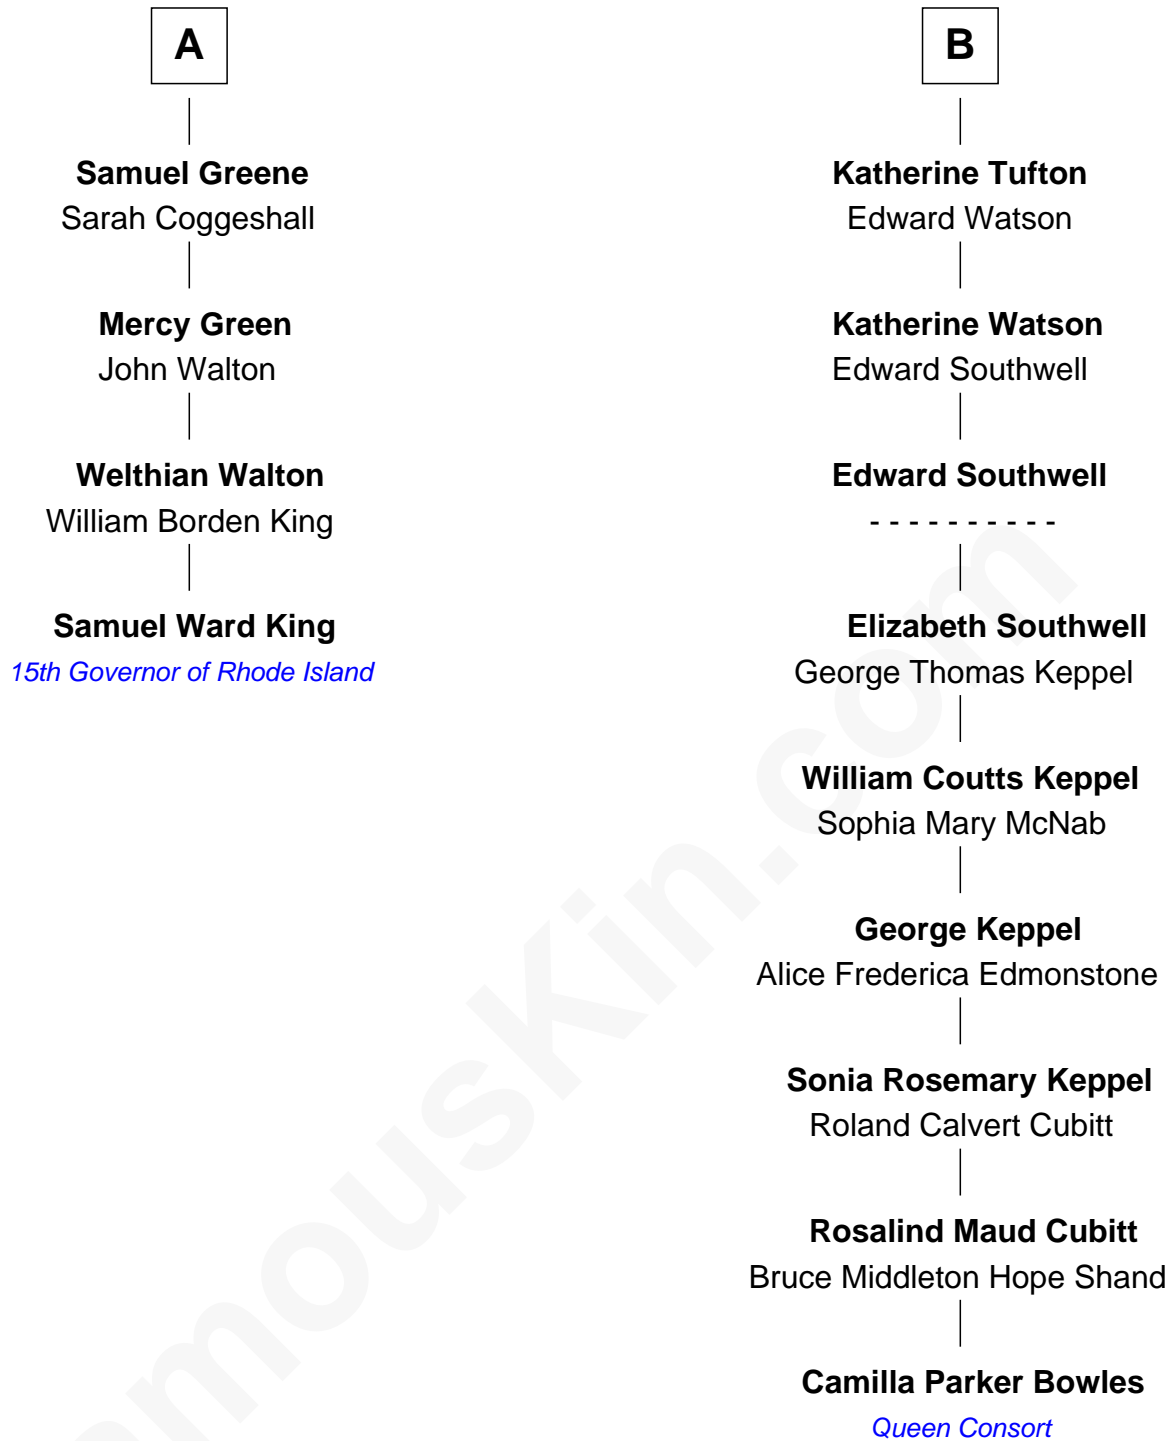 A
Samuel Greene
Sarah Coggeshall
Mercy Green
John Walton
Welthian Walton
William Borden King
Samuel Ward King
15th Governor of Rhode Island
B
Katherine Tufton
Edward Watson
Katherine Watson
Edward Southwell
Edward Southwell
- - - - - - - - - -
Elizabeth Southwell
George Thomas Keppel
William Coutts Keppel
Sophia Mary McNab
George Keppel
Alice Frederica Edmonstone
Sonia Rosemary Keppel
Roland Calvert Cubitt
Rosalind Maud Cubitt
Bruce Middleton Hope Shand
Camilla Parker Bowles
Queen Consort
mouskin.com